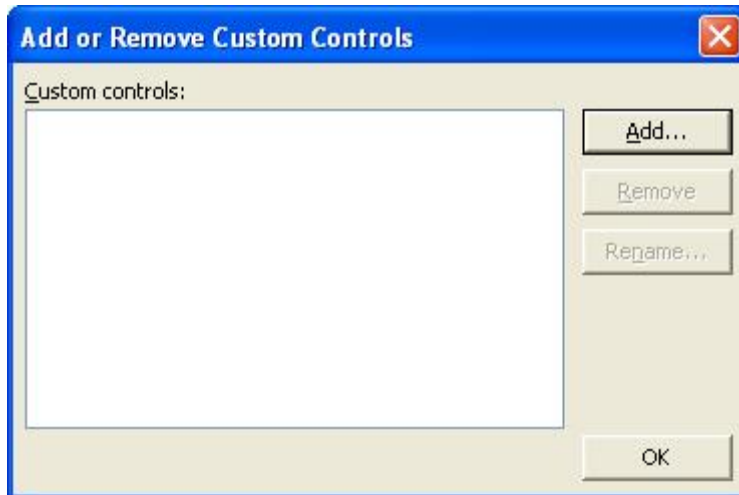 Add or Remove Custom Controls
Custom controls:
Add...
Remove
Rename...
OK